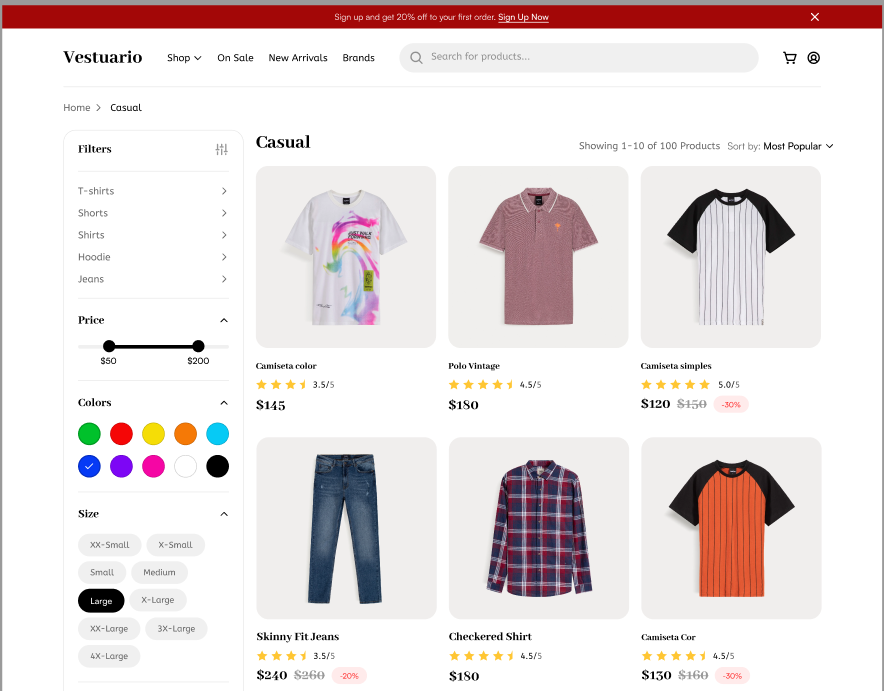 Sign up and get 20% off to your first order. Sign Up Now
Vestuario
Shop
On Sale
New Arrivals
Brands
Search for products...
Home
Casual
Filters
T-shirts
Shorts
Shirts
Hoodie
Jeans
Price
$50
$200
Colors
Size
XX-Small
X-Small
Small
Medium
Large
X-Large
XX-Large
3X-Large
4X-Large
Casual
Showing 1-10 of 100 Products
Sort by: Most Popular
Camiseta color
3.5/5
$145
Polo Vintage
4.5/5
$180
Camiseta simples
5.0/5
$120 $150 -30%
Skinny Fit Jeans
3.5/5
$240 $260 -20%
Checkered Shirt
4.5/5
$180
Camiseta Cor
4.5/5
$130 $160 -30%